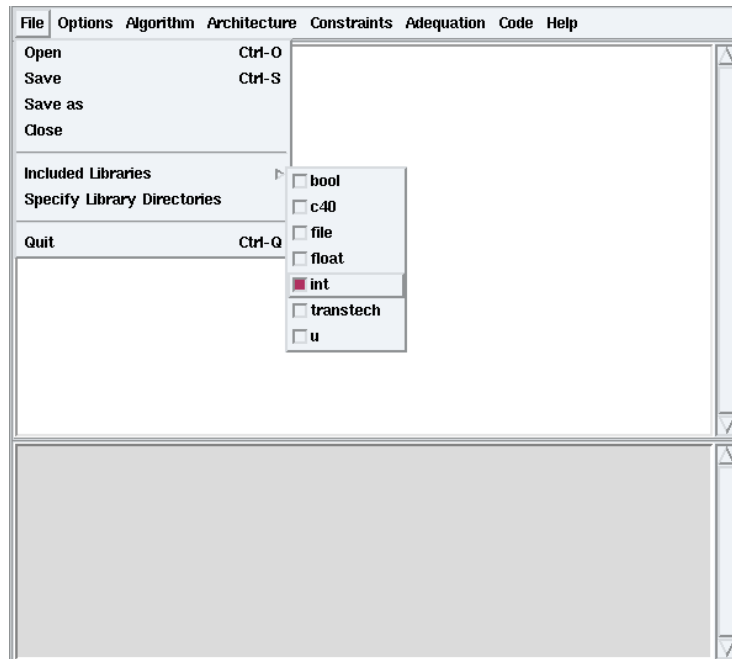 File Options Algorithm Architecture Constraints Adequation Code Help
Open Ctrl-O
Save Ctrl-S
Save as
Close
Included Libraries
Specify Library Directories
Quit Ctrl-Q
bool
c40
file
float
int
transtech
u